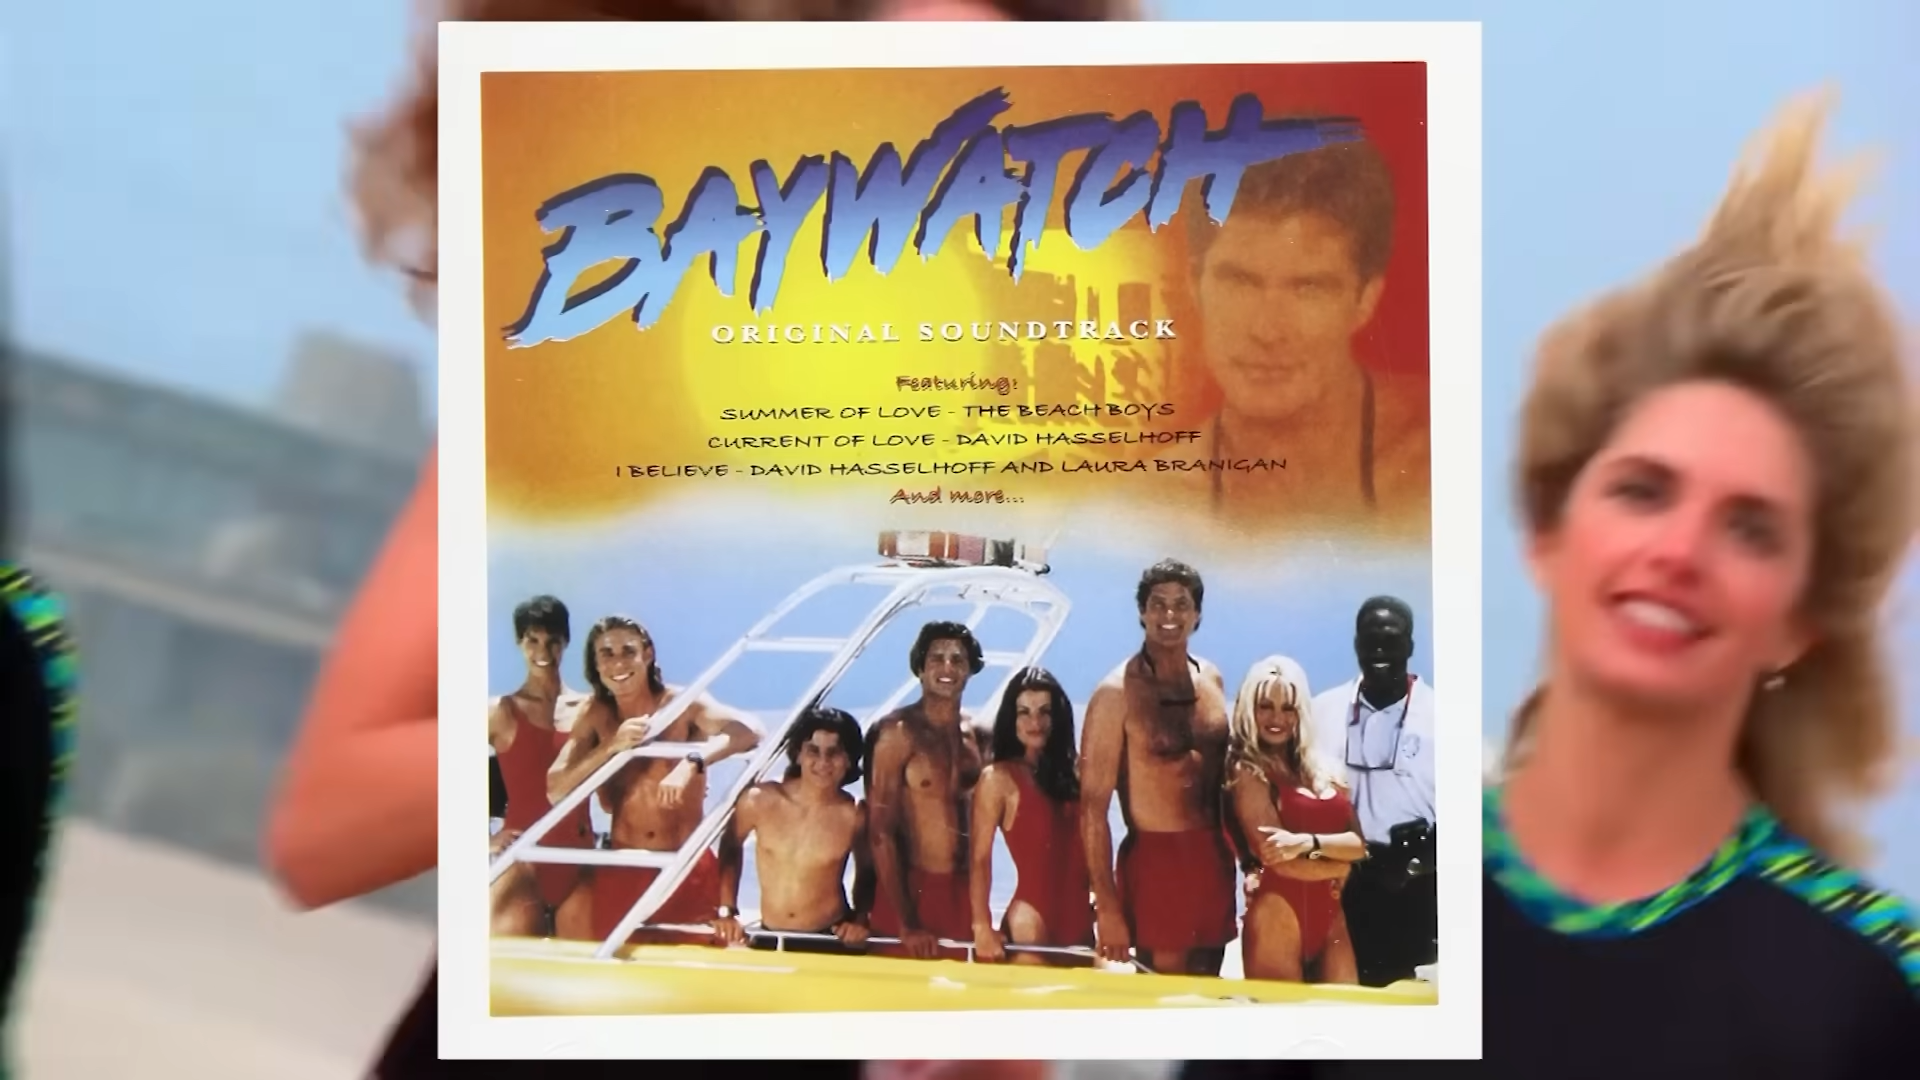 BAYWATCH
ORIGINAL SOUNDTRACK
Featuring:
SUMMER OF LOVE - THE BEACH BOYS
CURRENT OF LOVE - DAVID HASSELHOFF
I BELIEVE - DAVID HASSELHOFF AND LAURA BRANIGAN
And more...